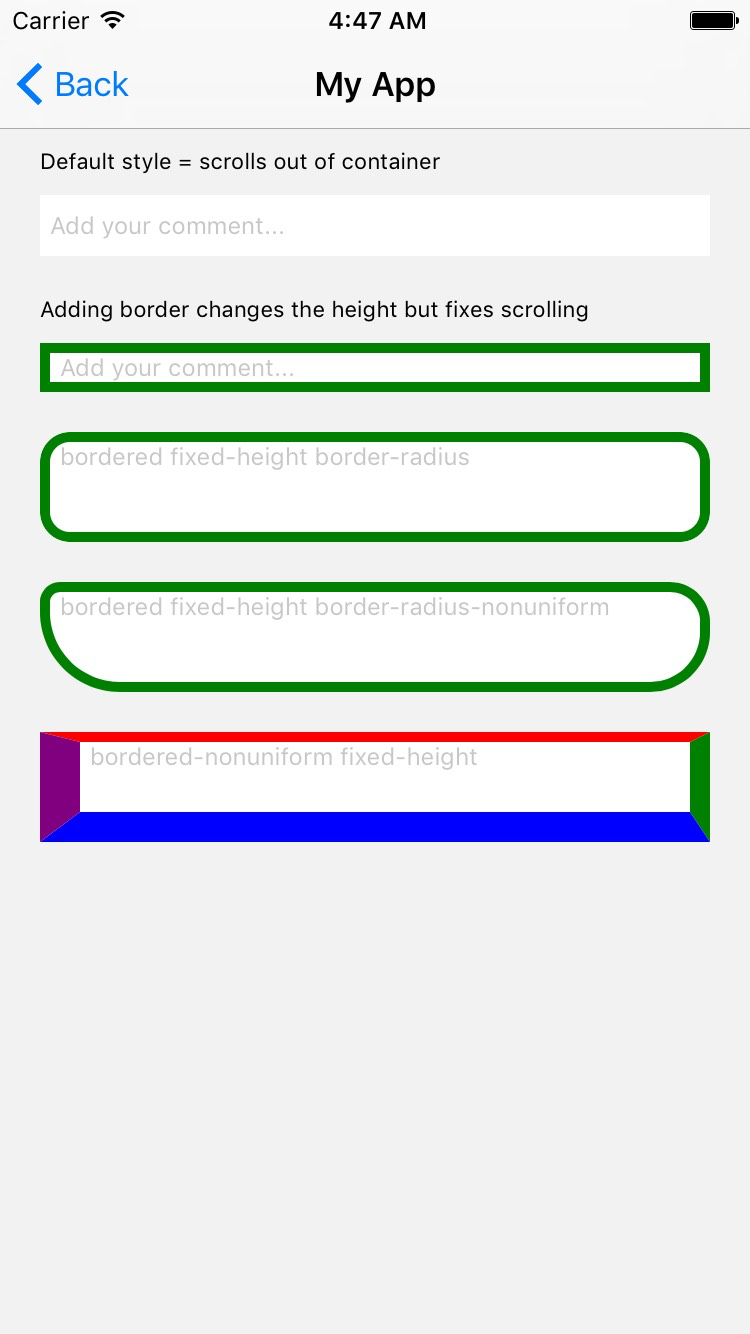 Carrier 4:47 AM
Back My App
Default style = scrolls out of container
Add your comment...
Adding border changes the height but fixes scrolling
Add your comment...
bordered fixed-height border-radius
bordered fixed-height border-radius-nonuniform
bordered-nonuniform fixed-height